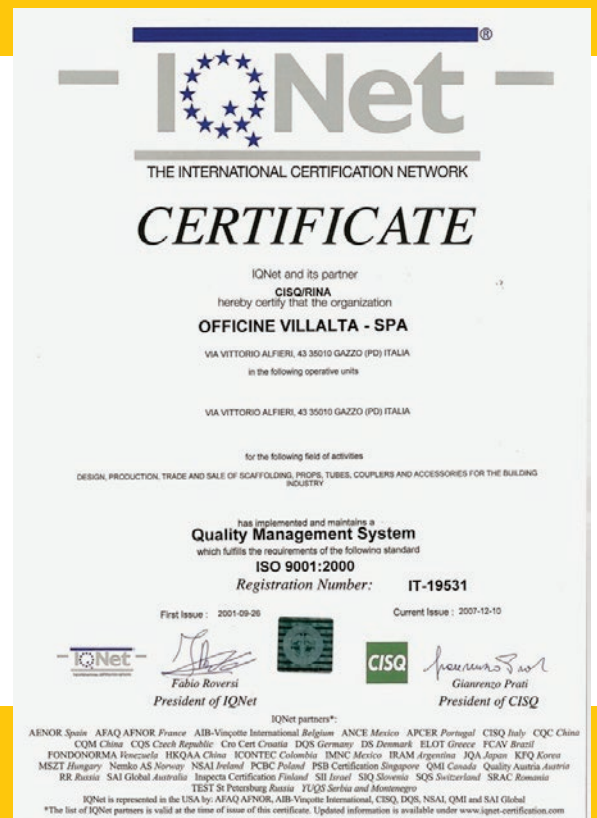 IQNet ®
THE INTERNATIONAL CERTIFICATION NETWORK
CERTIFICATE
IQNet and its partner
CISQ/RINA
hereby certify that the organization
OFFICINE VILLALTA - SPA
VIA VITTORIO ALFIERI, 43 35010 GAZZO (PD) ITALIA
in the following operative units
VIA VITTORIO ALFIERI, 43 35010 GAZZO (PD) ITALIA
for the following field of activities
DESIGN, PRODUCTION, TRADE AND SALE OF SCAFFOLDING, PROPS, TUBES, COUPLERS AND ACCESSORIES FOR THE BUILDING
INDUSTRY
has implemented and maintains a
Quality Management System
which fulfills the requirements of the following standard
ISO 9001:2000
Registration Number: IT-19531
First Issue : 2001-09-26 Current Issue : 2007-12-10
IQNet CISQ
Fabio Roversi Gianrenzo Prati
President of IQNet President of CISQ
IQNet partners*:
AENOR Spain AFAQ AFNOR France AIB-Vinçotte International Belgium ANCE Mexico APCER Portugal CISQ Italy CQC China
CQM China CQS Czech Republic Cro Cert Croatia DQS Germany DS Denmark ELOT Greece FCAV Brazil
FONDONORMA Venezuela HKQAA China ICONTEC Colombia IMNC Mexico IRAM Argentina JQA Japan KFQ Korea
MSZT Hungary Nemko AS Norway NSAI Ireland PCBC Poland PSB Certification Singapore QMI Canada Quality Austria Austria
RR Russia SAI Global Australia Inspecta Certification Finland SII Israel SIQ Slovenia SQS Switzerland SRAC Romania
TEST St Petersburg Russia YUQS Serbia and Montenegro
IQNet is represented in the USA by: AFAQ AFNOR, AIB-Vinçotte International, CISQ, DQS, NSAI, QMI and SAI Global
*The list of IQNet partners is valid at the time of issue of this certificate. Updated information is available under www.iqnet-certification.com